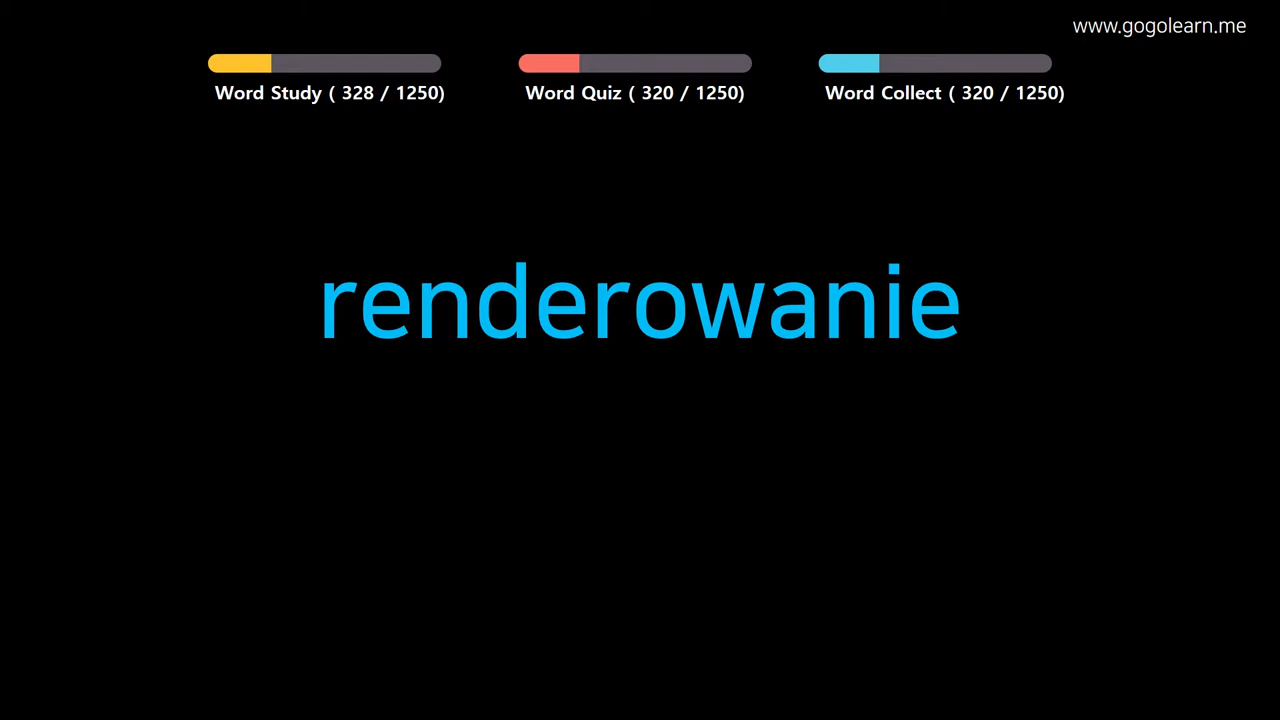 www.gogolearn.me
Word Study ( 328 / 1250)
Word Quiz ( 320 / 1250)
Word Collect ( 320 / 1250)
renderowanie